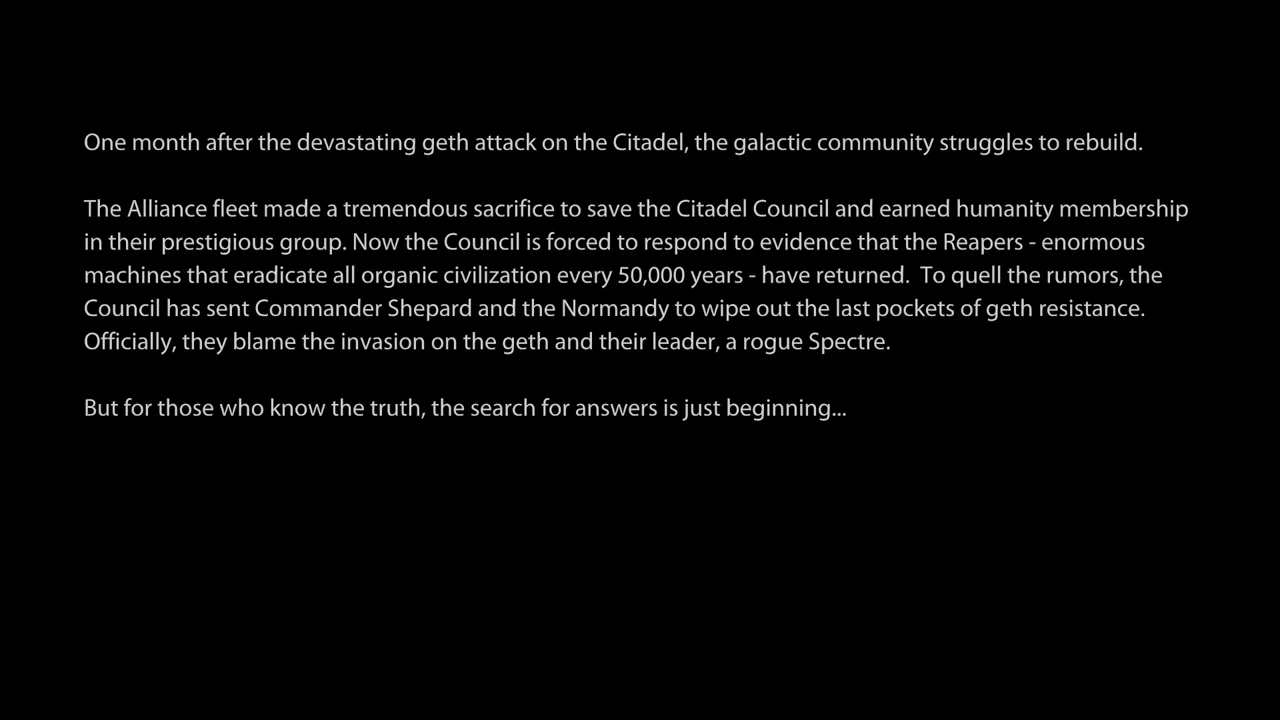 One month after the devastating geth attack on the Citadel, the galactic community struggles to rebuild.
The Alliance fleet made a tremendous sacrifice to save the Citadel Council and earned humanity membership
in their prestigious group. Now the Council is forced to respond to evidence that the Reapers - enormous
machines that eradicate all organic civilization every 50,000 years - have returned.  To quell the rumors, the
Council has sent Commander Shepard and the Normandy to wipe out the last pockets of geth resistance.
Officially, they blame the invasion on the geth and their leader, a rogue Spectre.
But for those who know the truth, the search for answers is just beginning...